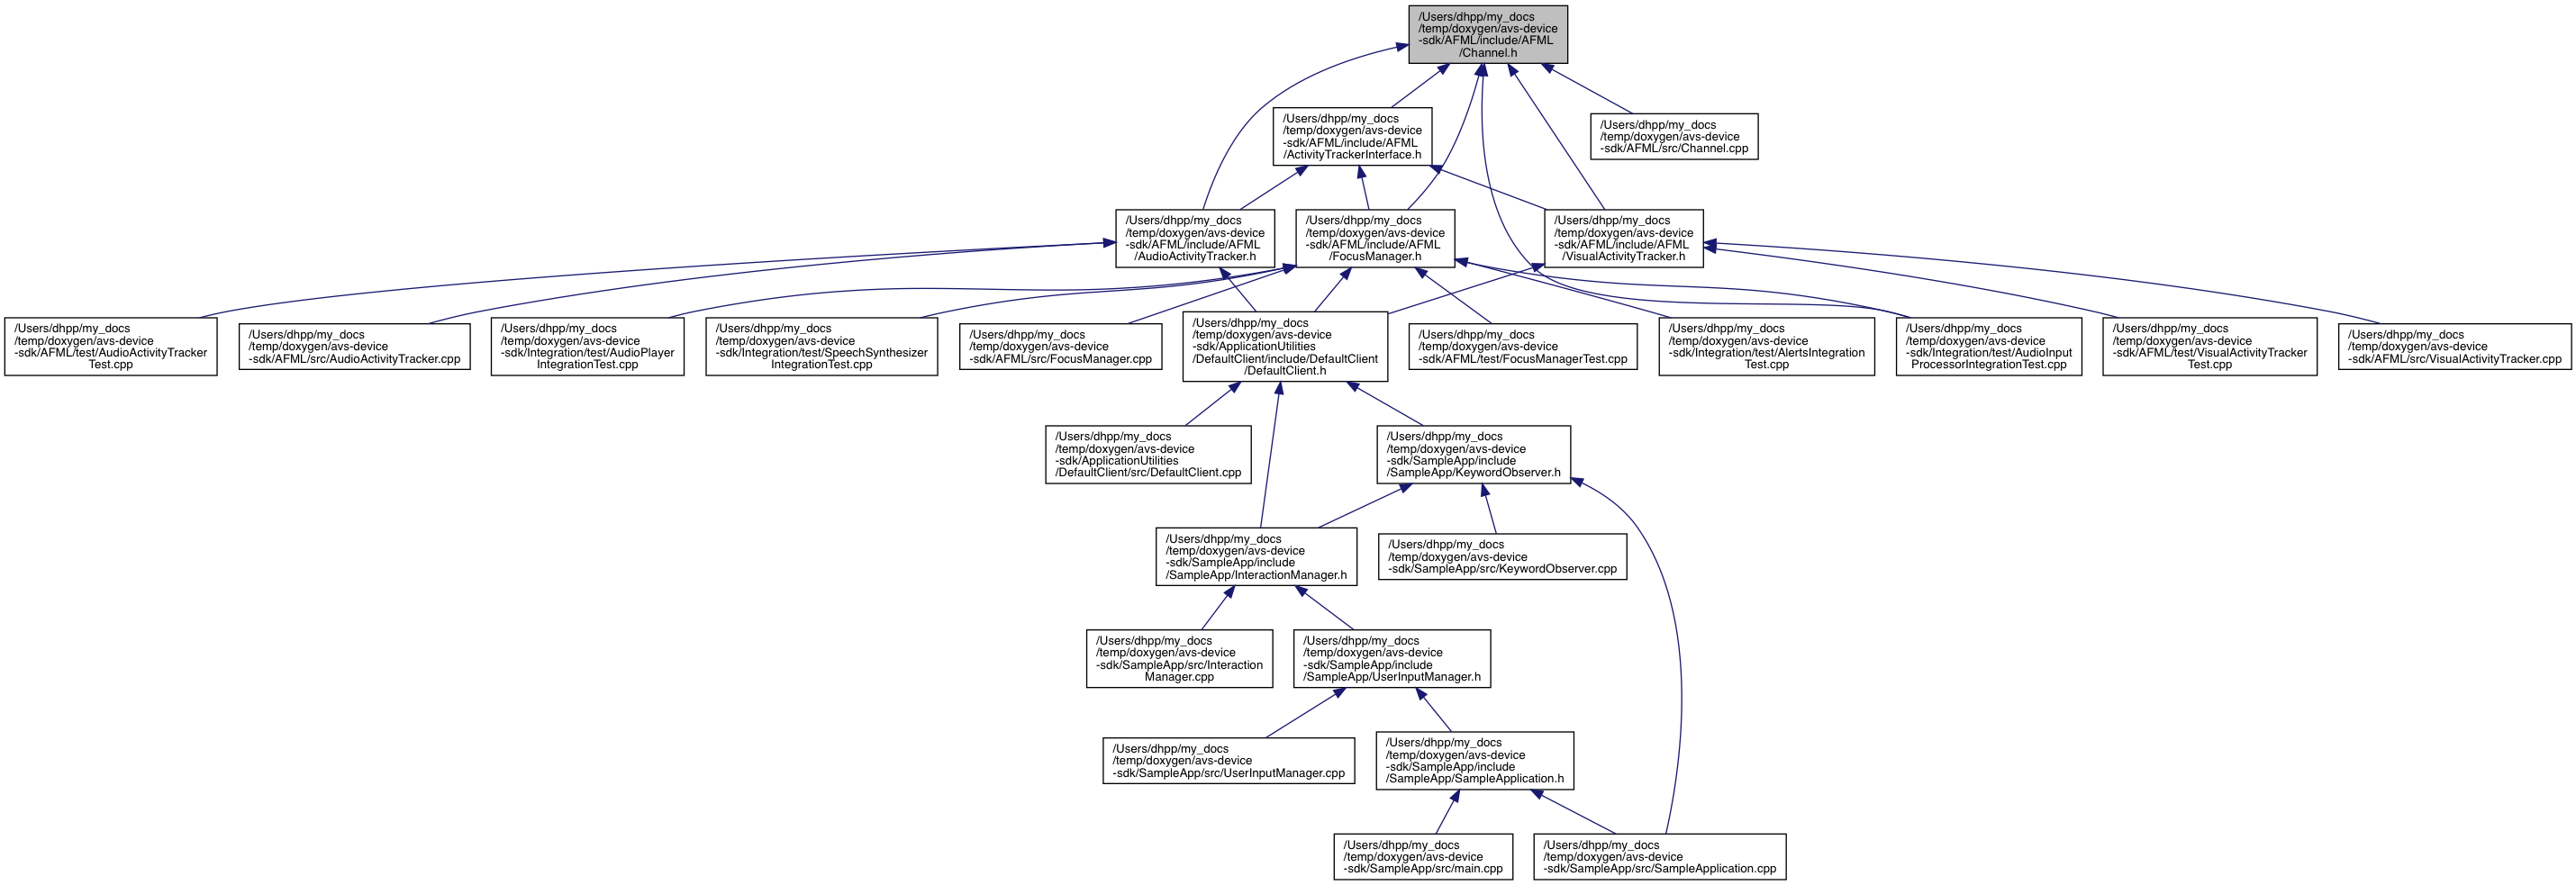 /Users/dhpp/my_docs
/temp/doxygen/avs-device
-sdk/AFML/include/AFML
/Channel.h
/Users/dhpp/my_docs
/temp/doxygen/avs-device
-sdk/AFML/include/AFML
/ActivityTrackerInterface.h
/Users/dhpp/my_docs
/temp/doxygen/avs-device
-sdk/AFML/src/Channel.cpp
/Users/dhpp/my_docs
/temp/doxygen/avs-device
-sdk/AFML/include/AFML
/AudioActivityTracker.h
/Users/dhpp/my_docs
/temp/doxygen/avs-device
-sdk/AFML/include/AFML
/FocusManager.h
/Users/dhpp/my_docs
/temp/doxygen/avs-device
-sdk/AFML/include/AFML
/VisualActivityTracker.h
/Users/dhpp/my_docs
/temp/doxygen/avs-device
-sdk/AFML/test/AudioActivityTracker
Test.cpp
/Users/dhpp/my_docs
/temp/doxygen/avs-device
-sdk/AFML/src/AudioActivityTracker.cpp
/Users/dhpp/my_docs
/temp/doxygen/avs-device
-sdk/Integration/test/AudioPlayer
IntegrationTest.cpp
/Users/dhpp/my_docs
/temp/doxygen/avs-device
-sdk/Integration/test/SpeechSynthesizer
IntegrationTest.cpp
/Users/dhpp/my_docs
/temp/doxygen/avs-device
-sdk/AFML/src/FocusManager.cpp
/Users/dhpp/my_docs
/temp/doxygen/avs-device
-sdk/ApplicationUtilities
/DefaultClient/include/DefaultClient
/DefaultClient.h
/Users/dhpp/my_docs
/temp/doxygen/avs-device
-sdk/AFML/test/FocusManagerTest.cpp
/Users/dhpp/my_docs
/temp/doxygen/avs-device
-sdk/Integration/test/AlertsIntegration
Test.cpp
/Users/dhpp/my_docs
/temp/doxygen/avs-device
-sdk/Integration/test/AudioInput
ProcessorIntegrationTest.cpp
/Users/dhpp/my_docs
/temp/doxygen/avs-device
-sdk/AFML/test/VisualActivityTracker
Test.cpp
/Users/dhpp/my_docs
/temp/doxygen/avs-device
-sdk/AFML/src/VisualActivityTracker.cpp
/Users/dhpp/my_docs
/temp/doxygen/avs-device
-sdk/ApplicationUtilities
/DefaultClient/src/DefaultClient.cpp
/Users/dhpp/my_docs
/temp/doxygen/avs-device
-sdk/SampleApp/include
/SampleApp/KeywordObserver.h
/Users/dhpp/my_docs
/temp/doxygen/avs-device
-sdk/SampleApp/include
/SampleApp/InteractionManager.h
/Users/dhpp/my_docs
/temp/doxygen/avs-device
-sdk/SampleApp/src/KeywordObserver.cpp
/Users/dhpp/my_docs
/temp/doxygen/avs-device
-sdk/SampleApp/src/Interaction
Manager.cpp
/Users/dhpp/my_docs
/temp/doxygen/avs-device
-sdk/SampleApp/include
/SampleApp/UserInputManager.h
/Users/dhpp/my_docs
/temp/doxygen/avs-device
-sdk/SampleApp/src/UserInputManager.cpp
/Users/dhpp/my_docs
/temp/doxygen/avs-device
-sdk/SampleApp/include
/SampleApp/SampleApplication.h
/Users/dhpp/my_docs
/temp/doxygen/avs-device
-sdk/SampleApp/src/main.cpp
/Users/dhpp/my_docs
/temp/doxygen/avs-device
-sdk/SampleApp/src/SampleApplication.cpp